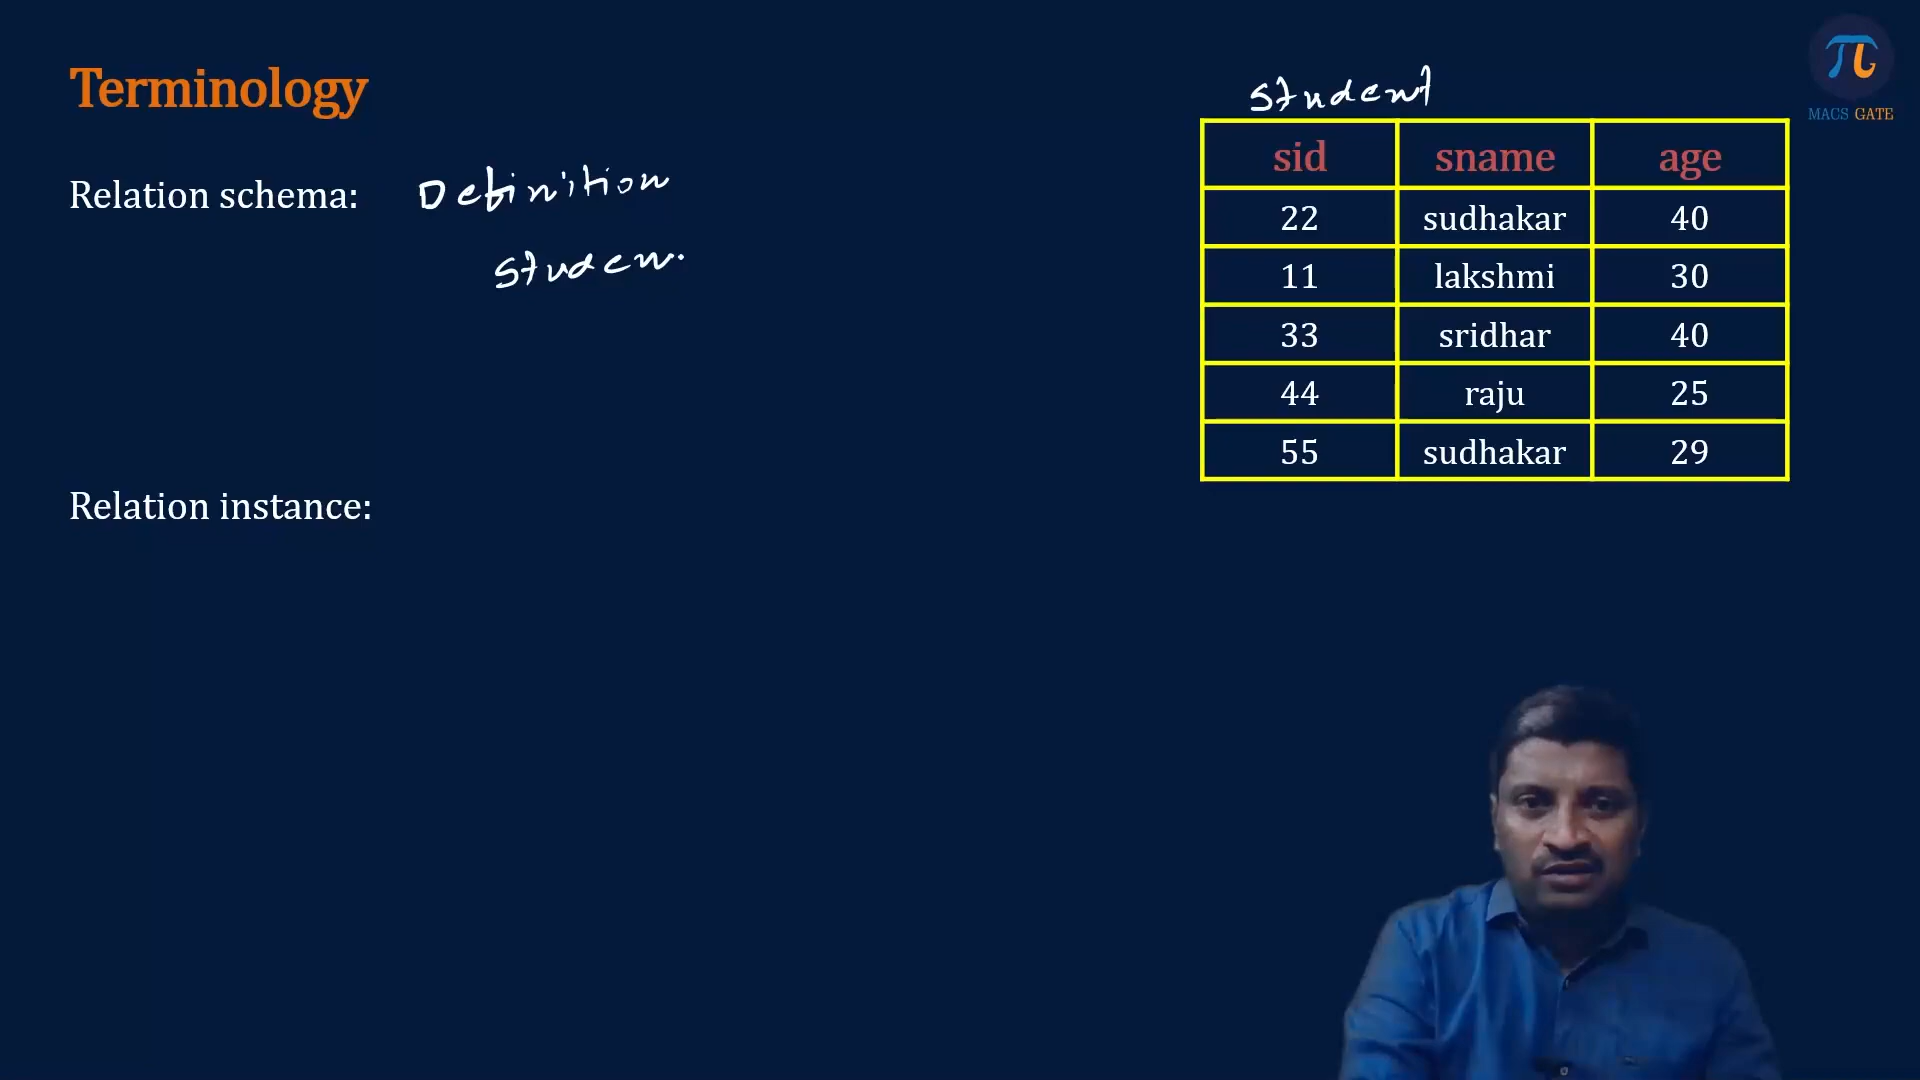 Terminology
Relation schema: Definition
Studen
Relation instance:
Student
sid sname age
22 sudhakar 40
11 lakshmi 30
33 sridhar 40
44 raju 25
55 sudhakar 29
MACS GATE